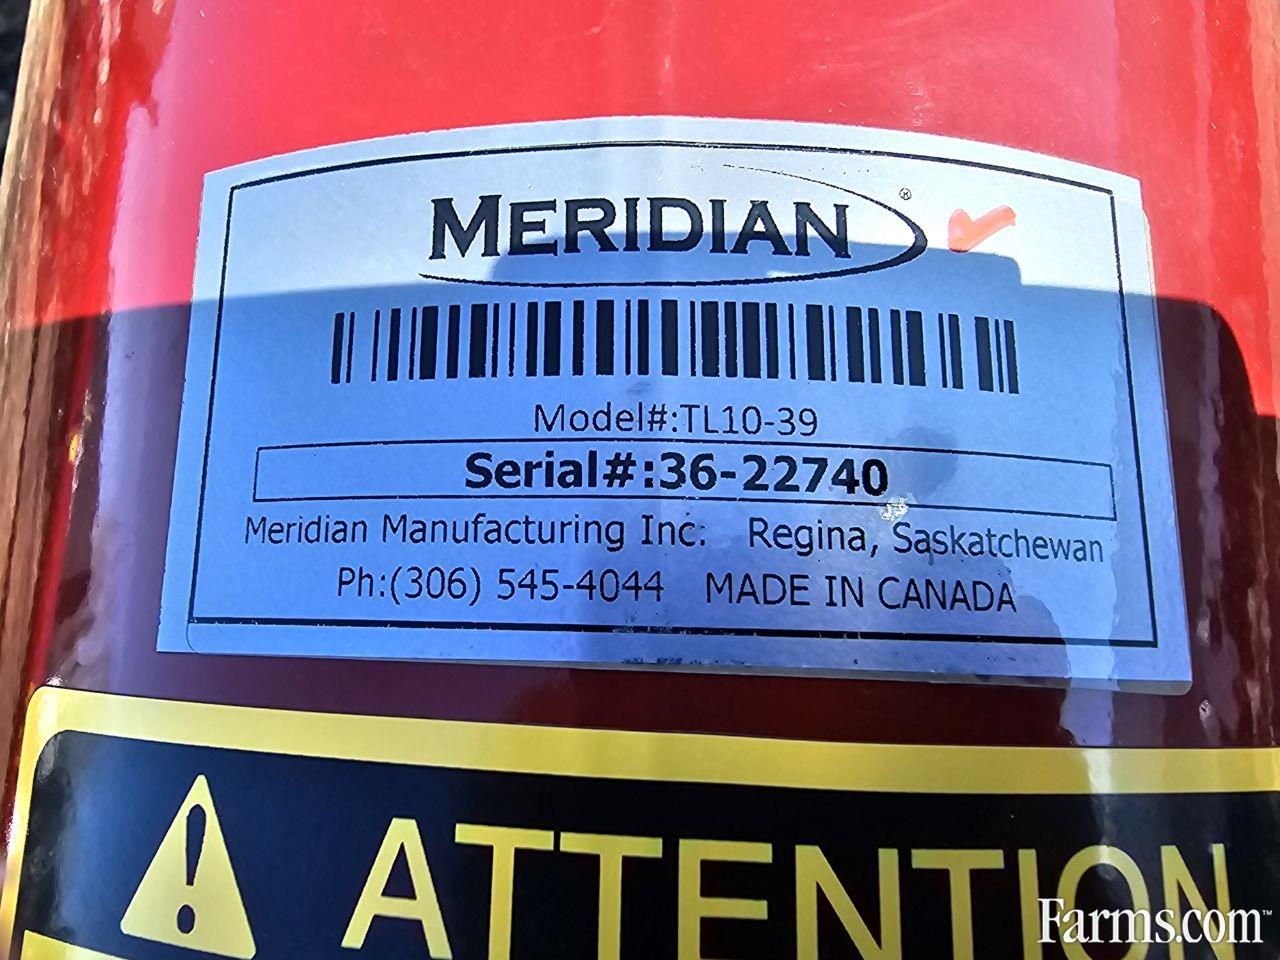 MERIDIAN®
Model#:TL10-39
Serial#:36-22740
Meridian Manufacturing Inc. Regina, Saskatchewan
Ph:(306) 545-4044 MADE IN CANADA
ATTENTION
Farms.com™